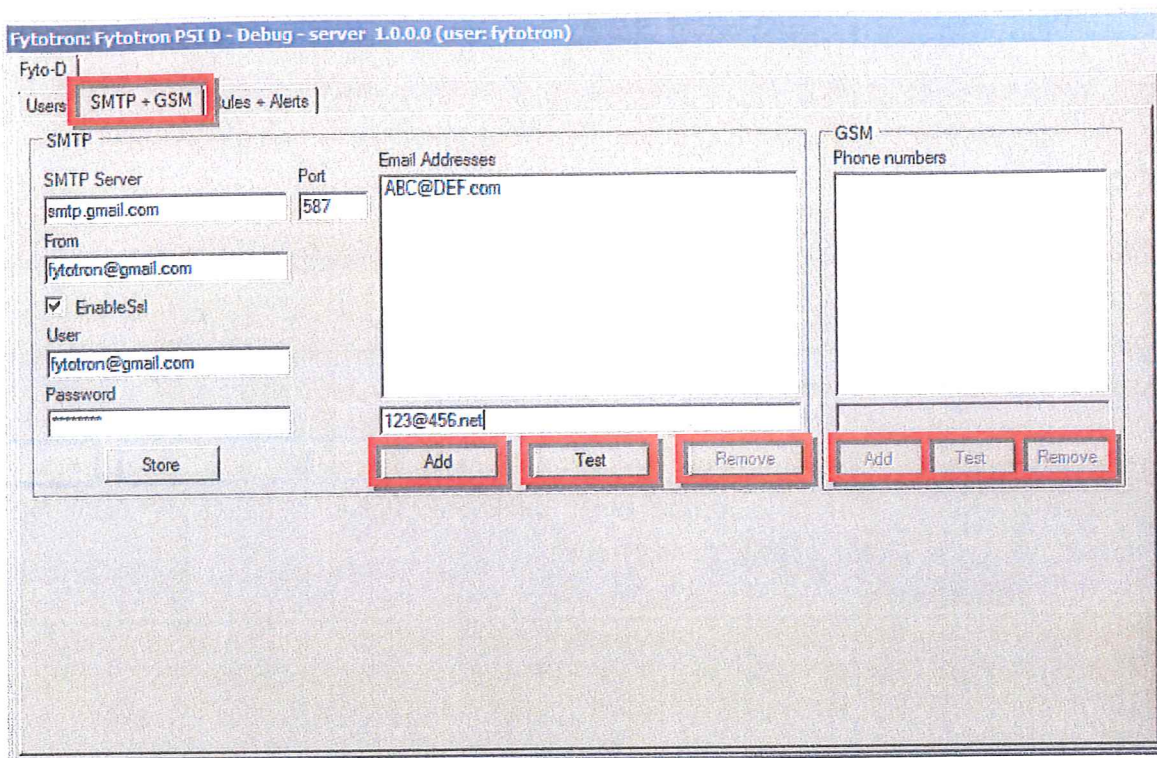 Fytotron: Fytotron PSI D - Debug - server 1.0.0.0 (user: fytotron)
Fyto-D
Users SMTP + GSM ules + Alerts
SMTP
SMTP Server Port
smtp.gmail.com 587
From
fytotron@gmail.com
EnableSsl
User
fytotron@gmail.com
Password
********
Store
Email Addresses
ABC@DEF.com
123@456.net
Add Test Remove
GSM
Phone numbers
Add Test Remove